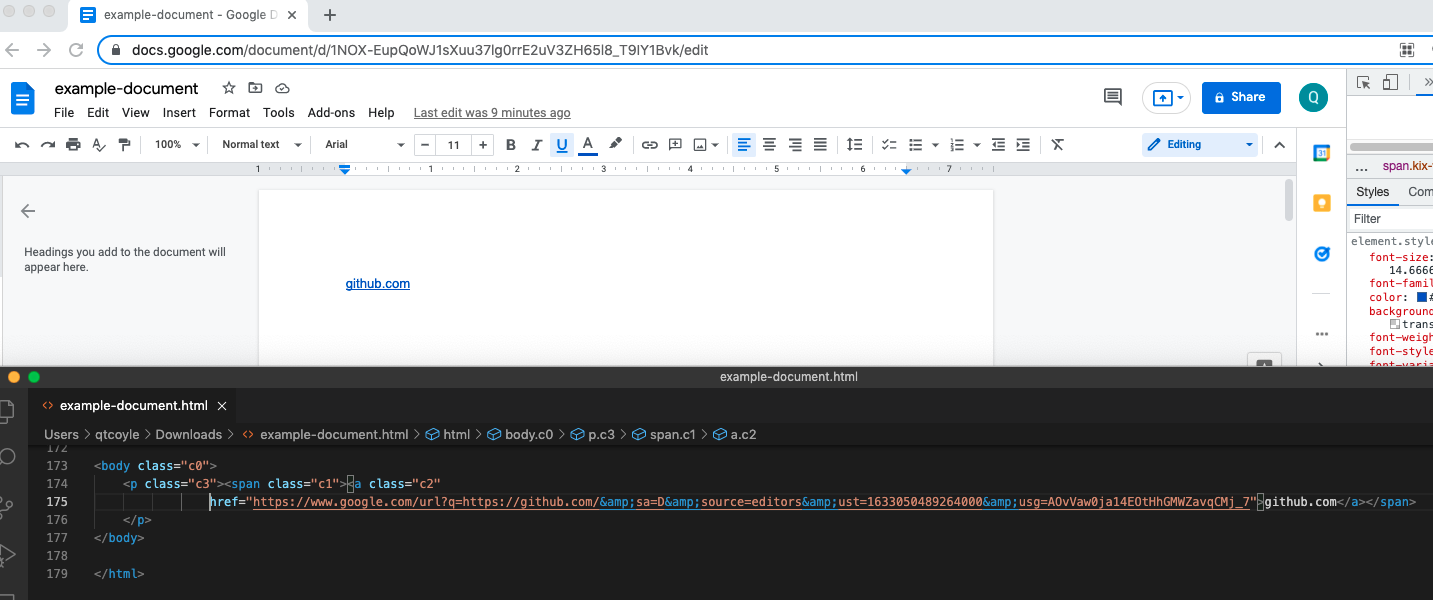 example-document - Google D
docs.google.com/document/d/1NOX-EupQoWJ1sXuu37lg0rrE2uV3ZH65l8_T9lY1Bvk/edit
example-document
File Edit View Insert Format Tools Add-ons Help Last edit was 9 minutes ago
Share
Q
100% Normal text Arial 11 B I U A Editing
1 1 2 3 4 5 6 7
31
Headings you add to the document will
appear here.
github.com
... span.kix-
Styles Com
Filter
element.style
font-size:
14.6666
font-famil
color: #
background
trans
font-weigh
font-style
font-varia
example-document.html
<> example-document.html
Users > qtcoyle > Downloads > <> example-document.html > html > body.c0 > p.c3 > span.c1 > a.c2
172
173 <body class="c0">
174 <p class="c3"><span class="c1"><a class="c2"
175 href="https://www.google.com/url?q=https://github.com/&amp;sa=D&amp;source=editors&amp;ust=1633050489264000&amp;usg=AOvVaw0ja14EOtHhGMWZavqCMj_7">github.com</a></span>
176 </p>
177 </body>
178
179 </html>